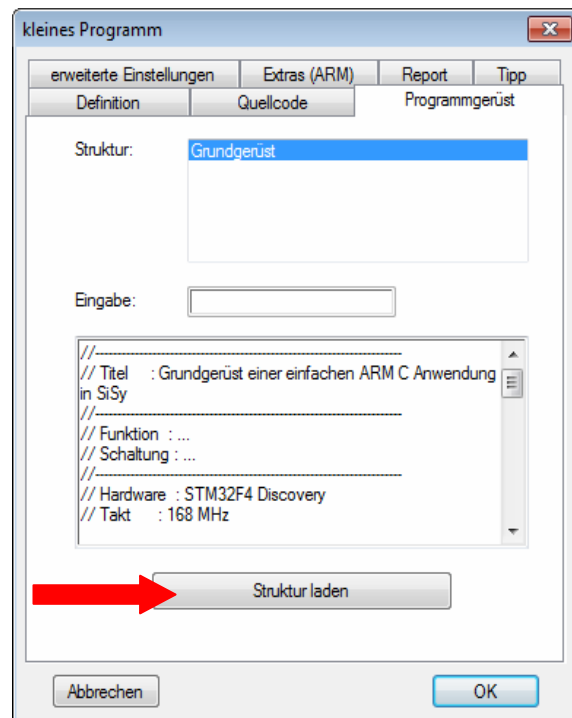 kleines Programm
erweiterte Einstellungen Extras (ARM) Report Tipp
Definition Quellcode Programmgerüst
Struktur: Grundgerüst
Eingabe:
//----------------------------------------------------------------------
// Titel : Grundgerüst einer einfachen ARM C Anwendung
in SiSy
//----------------------------------------------------------------------
// Funktion : ...
// Schaltung : ...
//----------------------------------------------------------------------
// Hardware : STM32F4 Discovery
// Takt : 168 MHz
Struktur laden
Abbrechen OK